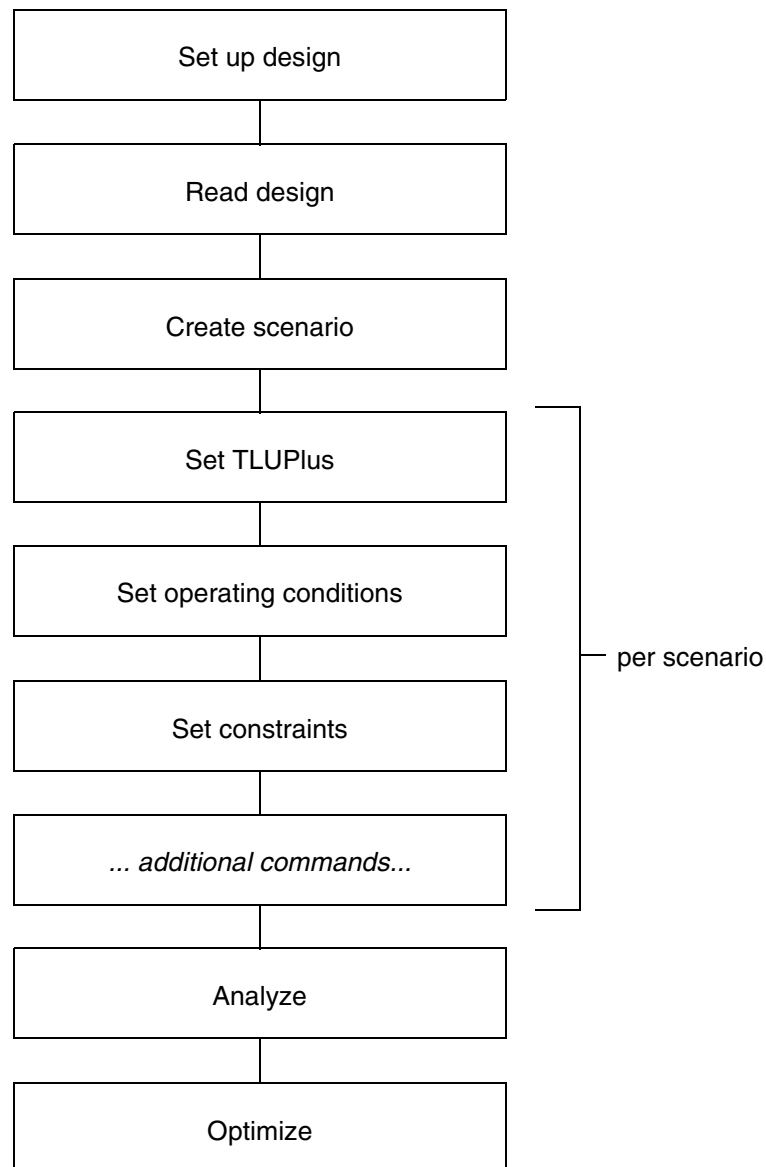 Set up design
Read design
Create scenario
Set TLUPlus
Set operating conditions
per scenario
Set constraints
... additional commands...
Analyze
Optimize